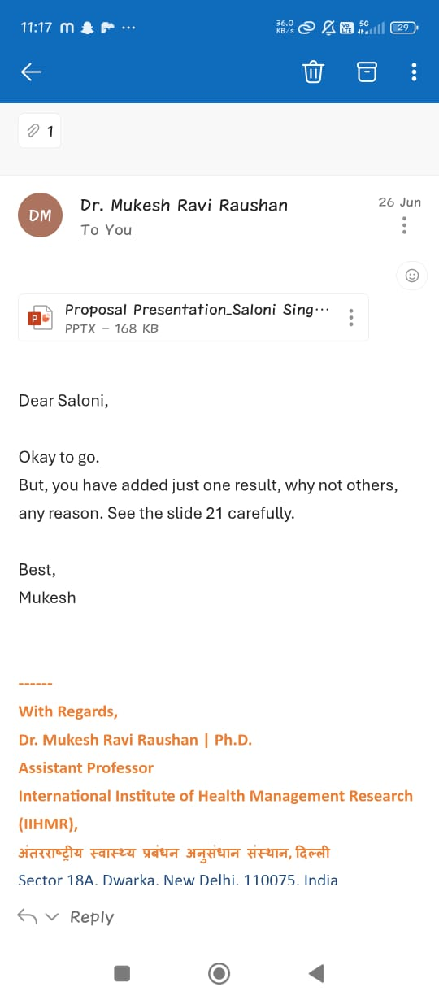 11:17 m ...
36.0 KB/s Vo LTE 5G 29
1
DM
Dr. Mukesh Ravi Raushan
26 Jun
To You
Proposal Presentation_Saloni Sing...
PPTX – 168 KB
Dear Saloni,
Okay to go.
But, you have added just one result, why not others,
any reason. See the slide 21 carefully.
Best,
Mukesh
------
With Regards,
Dr. Mukesh Ravi Raushan | Ph.D.
Assistant Professor
International Institute of Health Management Research
(IIHMR),
अंतरराष्ट्रीय स्वास्थ्य प्रबंधन अनुसंधान संस्थान, दिल्ली
Sector 18A, Dwarka, New Delhi, 110075, India
Reply